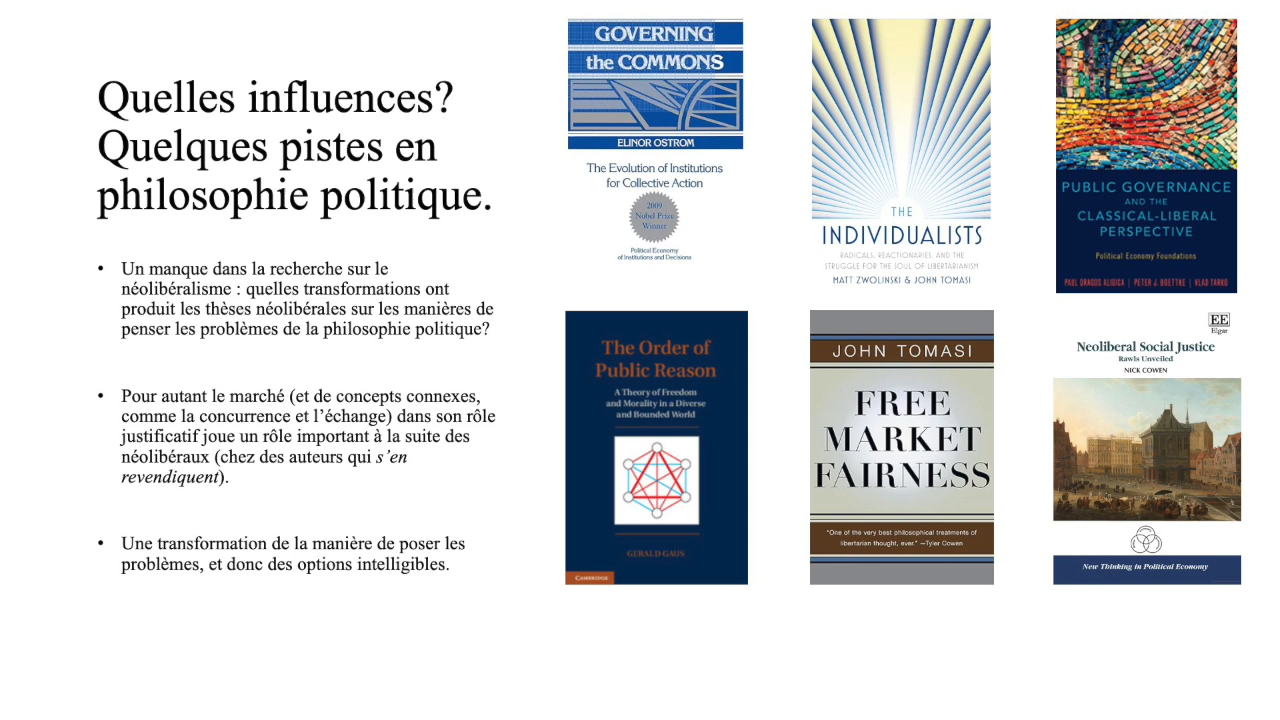 Quelles influences?
Quelques pistes en
philosophie politique.
• Un manque dans la recherche sur le
néolibéralisme : quelles transformations ont
produit les thèses néolibérales sur les manières de
penser les problèmes de la philosophie politique?
• Pour autant le marché (et de concepts connexes,
comme la concurrence et l’échange) dans son rôle
justificatif joue un rôle important à la suite des
néolibéraux (chez des auteurs qui s’en
revendiquent).
• Une transformation de la manière de poser les
problèmes, et donc des options intelligibles.
GOVERNING
the COMMONS
ELINOR OSTROM
The Evolution of Institutions
for Collective Action
2009
Nobel Prize
Winner
Political Economy
of Institutions and Decisions
THE
INDIVIDUALISTS
RADICALS, REACTIONARIES, AND THE
STRUGGLE FOR THE SOUL OF LIBERTARIANISM
MATT ZWOLINSKI & JOHN TOMASI
PUBLIC GOVERNANCE
AND THE
CLASSICAL-LIBERAL
PERSPECTIVE
Political Economy Foundations
PAUL DRAGOS ALIGICA | PETER J. BOETTKE | VLAD TARKO
The Order of
Public Reason
A Theory of Freedom
and Morality in a Diverse
and Bounded World
GERALD GAUS
CAMBRIDGE
JOHN TOMASI
FREE
MARKET
FAIRNESS
"One of the very best philosophical treatments of
libertarian thought, ever." —Tyler Cowen
EE
Elgar
Neoliberal Social Justice
Rawls Unveiled
NICK COWEN
New Thinking in Political Economy